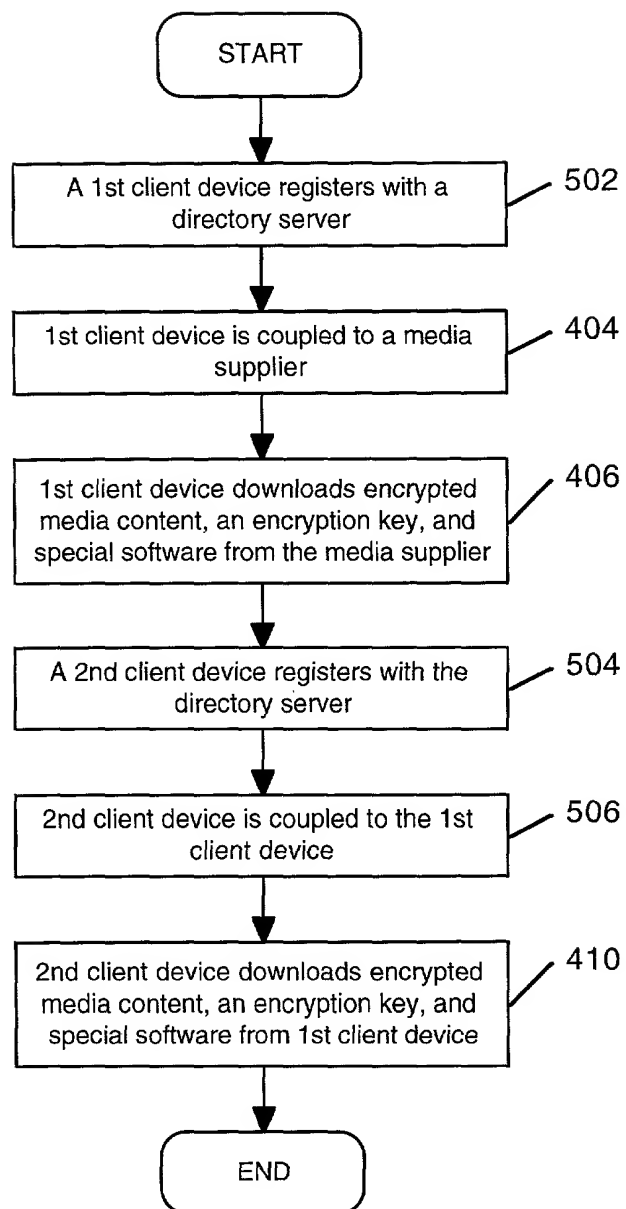 START
A 1st client device registers with a
directory server
502
1st client device is coupled to a media
supplier
404
1st client device downloads encrypted
media content, an encryption key, and
special software from the media supplier
406
A 2nd client device registers with the
directory server
504
2nd client device is coupled to the 1st
client device
506
2nd client device downloads encrypted
media content, an encryption key, and
special software from 1st client device
410
END